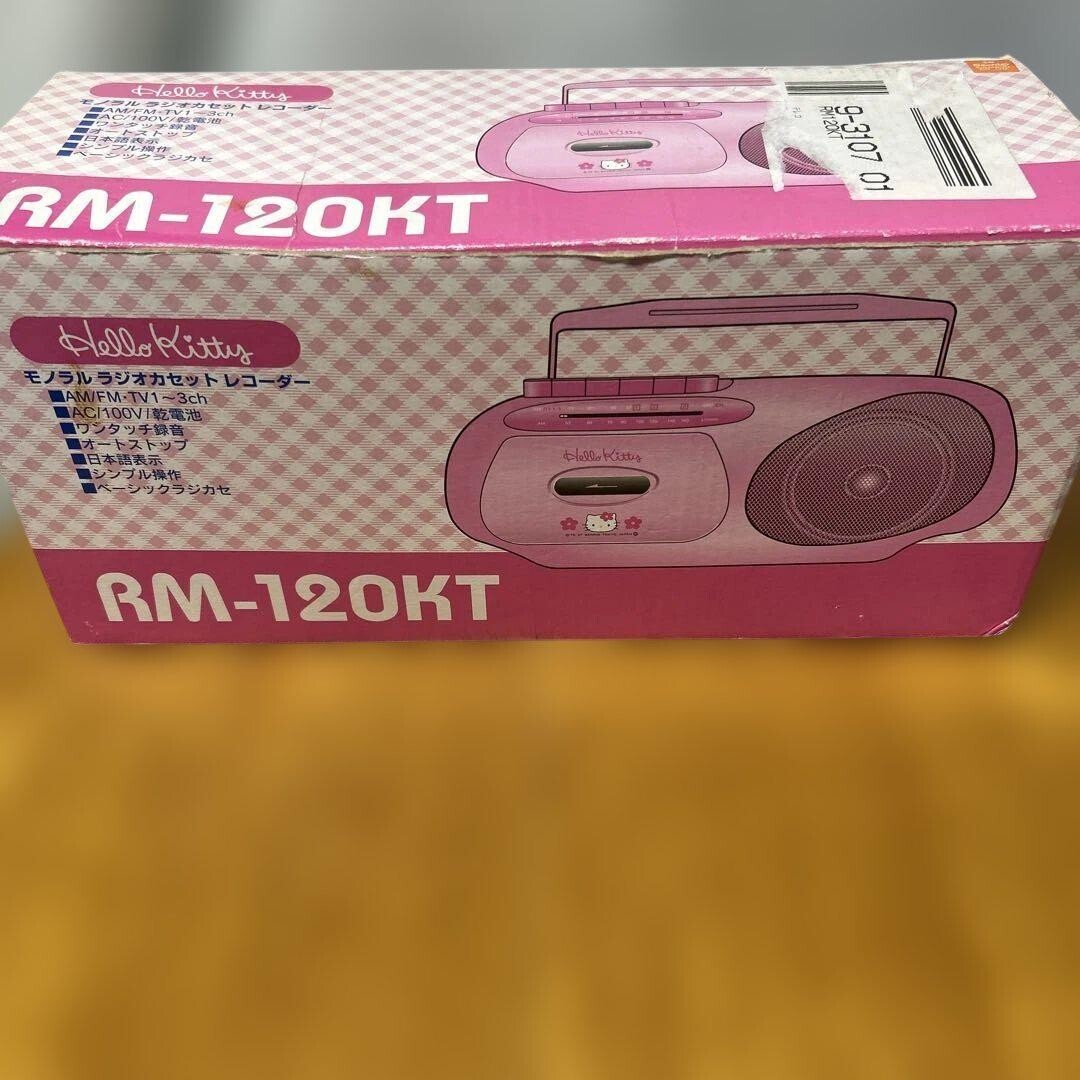 Hello Kitty
モノラル ラジオカセット レコーダー
■AM/FM・TV1～3ch
■AC/100V/乾電池
■ワンタッチ録音
■オートストップ
■日本語表示
■シンプル操作
■ベーシックラジカセ
RM-120KT
9-3107 01
Hello Kitty
Hello Kitty
モノラル ラジオカセット レコーダー
■AM/FM・TV1～3ch
■AC/100V/乾電池
■ワンタッチ録音
■オートストップ
■日本語表示
■シンプル操作
■ベーシックラジカセ
Hello Kitty
RM-120KT